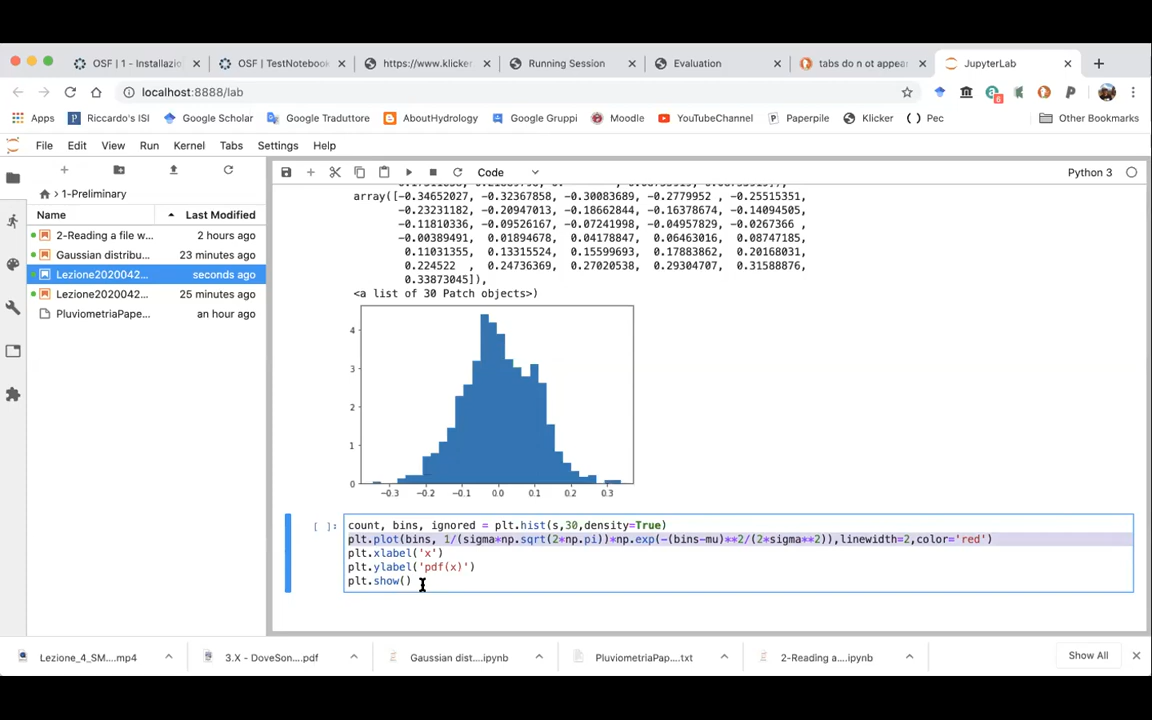 OSF | 1 - Installazio
OSF | TestNotebook
https://www.klicker
Running Session
Evaluation
tabs do n ot appear
JupyterLab
localhost:8888/lab
6
Apps
Riccardo's ISI
Google Scholar
Google Traduttore
AboutHydrology
Google Gruppi
Moodle
YouTubeChannel
Paperpile
Klicker
Pec
Other Bookmarks
File Edit View Run Kernel Tabs Settings Help
Code
Python 3
1-Preliminary
Name Last Modified
2-Reading a file w... 2 hours ago
Gaussian distribu... 23 minutes ago
Lezione2020042... seconds ago
Lezione2020042... 25 minutes ago
PluviometriaPape... an hour ago
array([-0.34652027, -0.32367858, -0.30083689, -0.2779952 , -0.25515351,
-0.23231182, -0.20947013, -0.18662844, -0.16378674, -0.14094505,
-0.11810336, -0.09526167, -0.07241998, -0.04957829, -0.0267366 ,
-0.00389491, 0.01894678, 0.04178847, 0.06463016, 0.08747185,
0.11031355, 0.13315524, 0.15599693, 0.17883862, 0.20168031,
0.224522 , 0.24736369, 0.27020538, 0.29304707, 0.31588876,
0.33873045]),
<a list of 30 Patch objects>)
4
3
2
1
0
−0.3 −0.2 −0.1 0.0 0.1 0.2 0.3
[ ]: count, bins, ignored = plt.hist(s,30,density=True)
plt.plot(bins, 1/(sigma*np.sqrt(2*np.pi))*np.exp(-(bins-mu)**2/(2*sigma**2)),linewidth=2,color='red')
plt.xlabel('x')
plt.ylabel('pdf(x)')
plt.show()
Lezione_4_SM....mp4
3.X - DoveSon....pdf
Gaussian dist....ipynb
PluviometriaPap....txt
2-Reading a....ipynb
Show All